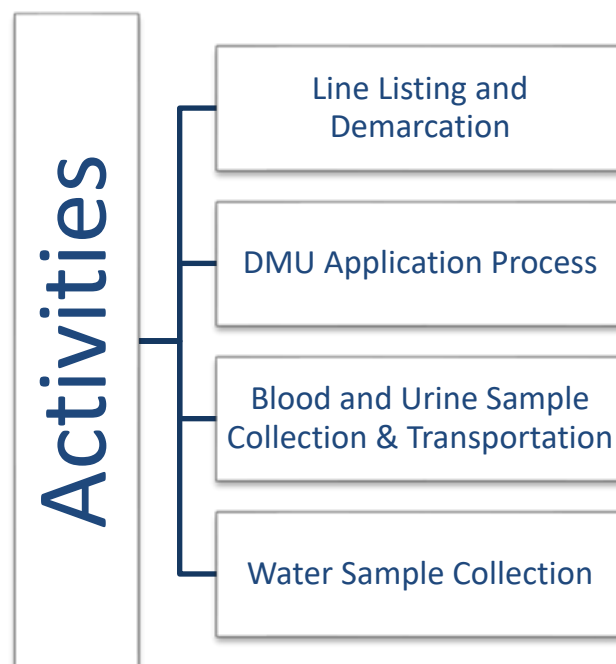 Activities
Line Listing and
Demarcation
DMU Application Process
Blood and Urine Sample
Collection & Transportation
Water Sample Collection